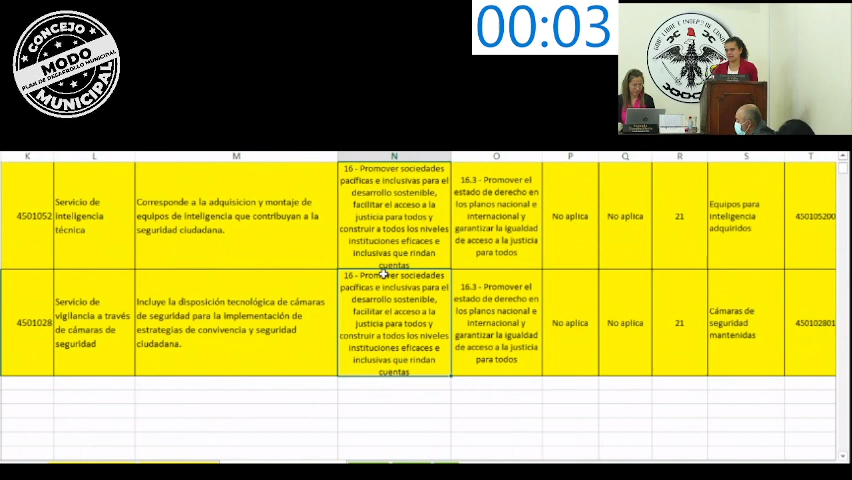 CONCEJO
MODO
PLAN DE DESARROLLO MUNICIPAL
MUNICIPAL
00:03
K L M N O P Q R S T
4501052
Servicio de
inteligencia
técnica
Corresponde a la adquisicion y montaje de
equipos de inteligencia que contribuyan a la
seguridad ciudadana.
16 - Promover sociedades
pacíficas e inclusivas para el
desarrollo sostenible,
facilitar el acceso a la
justicia para todos y
construir a todos los niveles
instituciones eficaces e
inclusivas que rindan
cuentas
16.3 - Promover el
estado de derecho en
los planos nacional e
internacional y
garantizar la igualdad
de acceso a la justicia
para todos
No aplica
No aplica
21
Equipos para
inteligencia
adquiridos
450105200
4501028
Servicio de
vigilancia a través
de cámaras de
seguridad
Incluye la disposición tecnológica de cámaras
de seguridad para la implementación de
estrategias de convivencia y seguridad
ciudadana.
16 - Promover sociedades
pacíficas e inclusivas para el
desarrollo sostenible,
facilitar el acceso a la
justicia para todos y
construir a todos los niveles
instituciones eficaces e
inclusivas que rindan
cuentas
16.3 - Promover el
estado de derecho en
los planos nacional e
internacional y
garantizar la igualdad
de acceso a la justicia
para todos
No aplica
No aplica
21
Cámaras de
seguridad
mantenidas
450102801